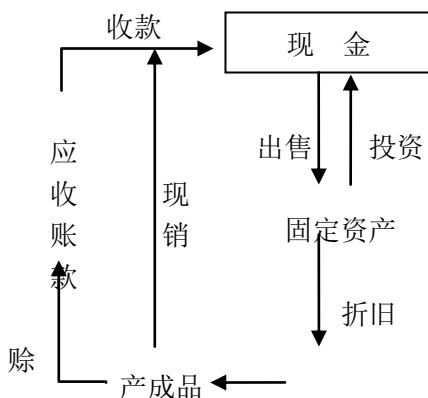 收款
现 金
应收账款
现销
出售
投资
固定资产
折旧
赊
产成品